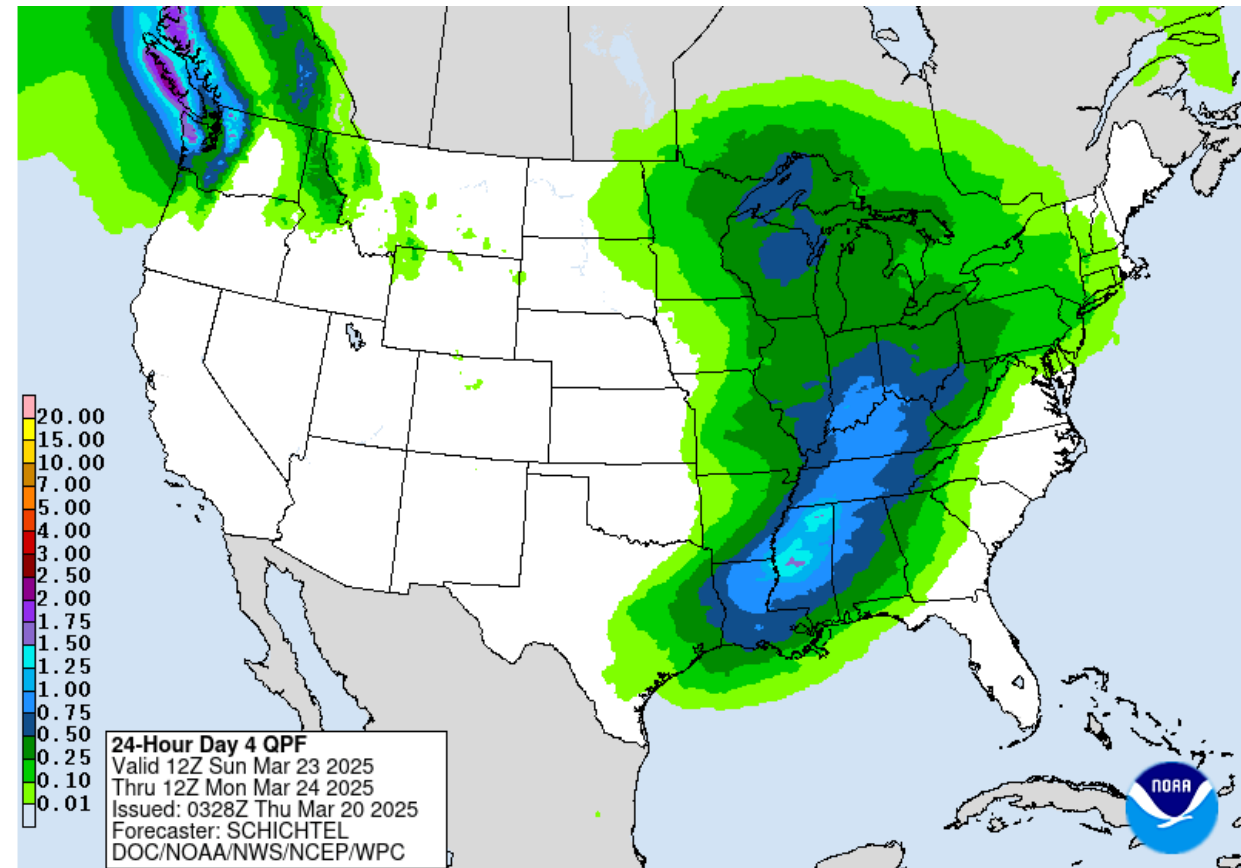 20.00
15.00
10.00
7.00
5.00
4.00
3.00
2.50
2.00
1.75
1.50
1.25
1.00
0.75
0.50
0.25
0.10
0.01
24-Hour Day 4 QPF
Valid 12Z Sun Mar 23 2025
Thru 12Z Mon Mar 24 2025
Issued: 0328Z Thu Mar 20 2025
Forecaster: SCHICHTEL
DOC/NOAA/NWS/NCEP/WPC
NOAA